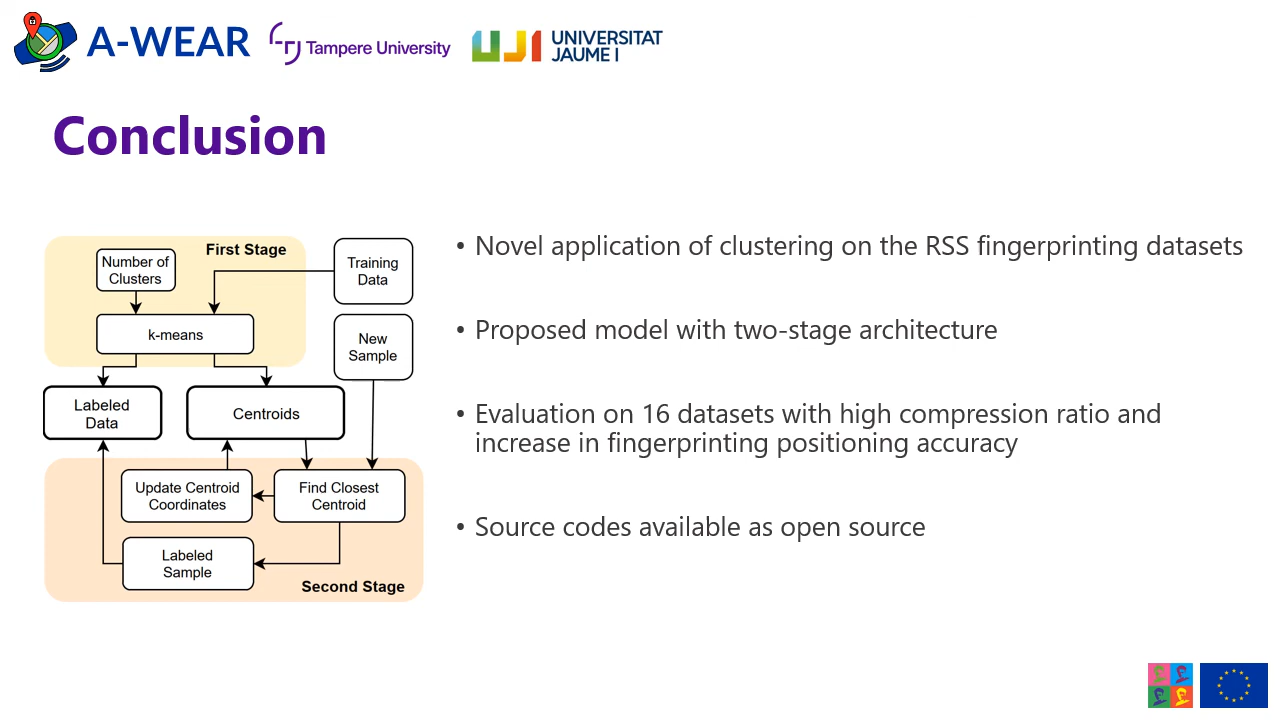 A-WEAR
Tampere University
UJI
UNIVERSITAT
JAUME I
Conclusion
First Stage
Number of
Clusters
Training
Data
k-means
New
Sample
Labeled
Data
Centroids
Update Centroid
Coordinates
Find Closest
Centroid
Labeled
Sample
Second Stage
• Novel application of clustering on the RSS fingerprinting datasets
• Proposed model with two-stage architecture
• Evaluation on 16 datasets with high compression ratio and
increase in fingerprinting positioning accuracy
• Source codes available as open source